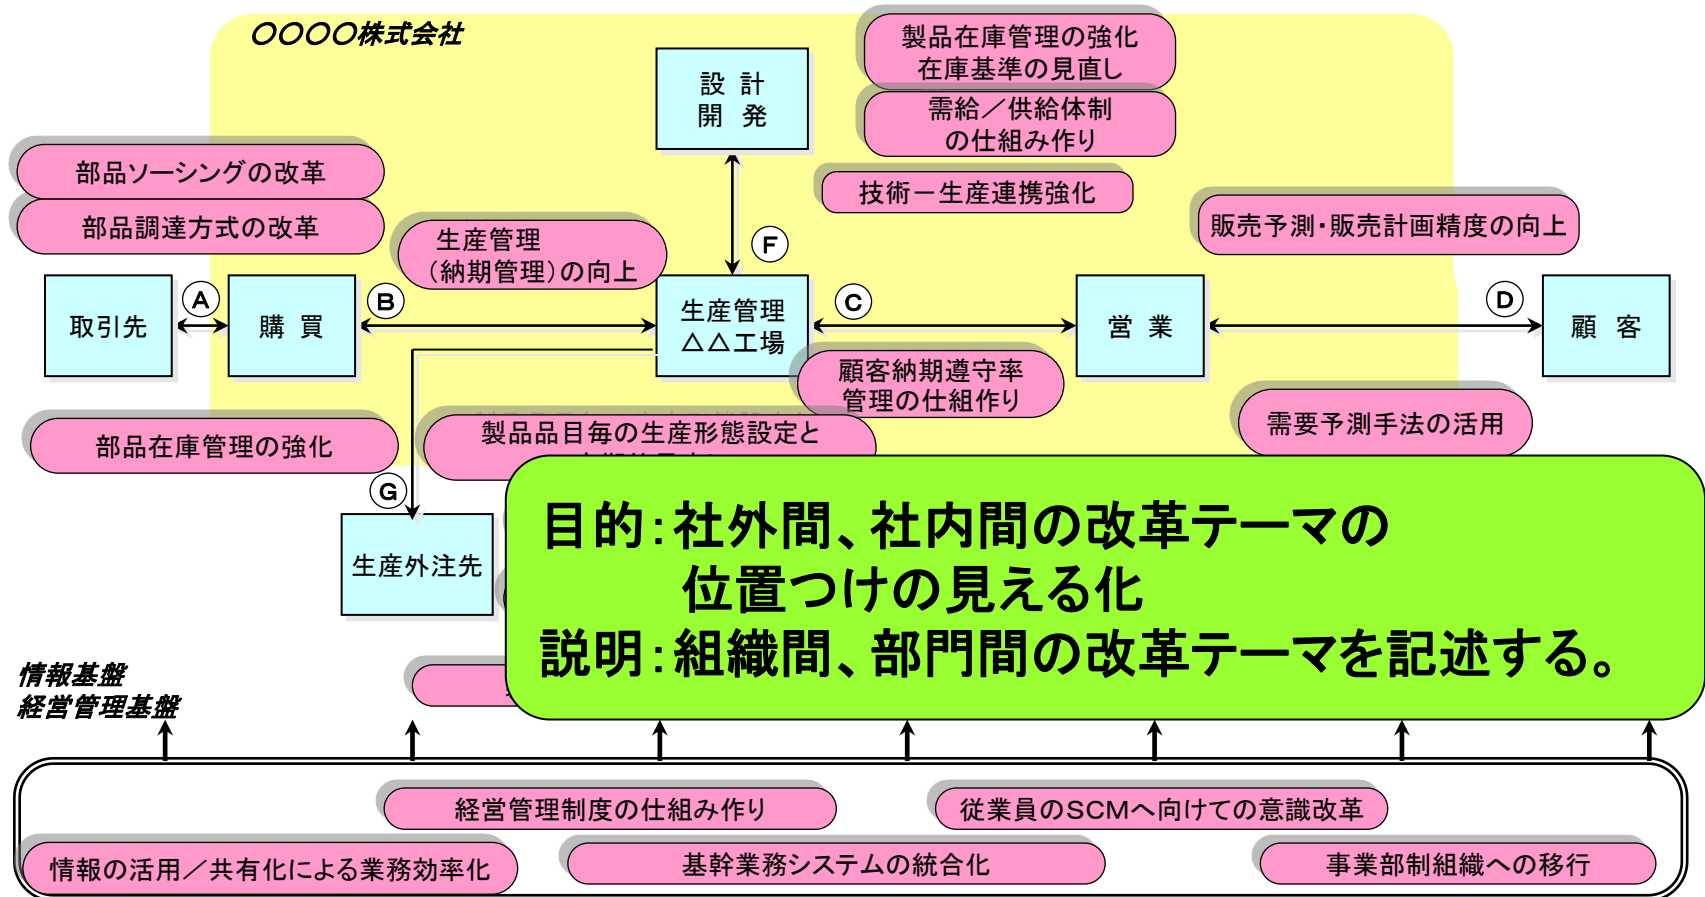 〇〇〇〇株式会社
製品在庫管理の強化
在庫基準の見直し
設 計
開 発
需給／供給体制
の仕組み作り
部品ソーシングの改革
技術－生産連携強化
部品調達方式の改革
販売予測・販売計画精度の向上
生産管理
（納期管理）の向上
F
A
B
C
D
取引先
購 買
生産管理
△△工場
営 業
顧 客
顧客納期遵守率
管理の仕組作り
部品在庫管理の強化
製品品目毎の生産形態設定と
需要予測手法の活用
G
生産外注先
目的：社外間、社内間の改革テーマの
位置つけの見える化
説明：組織間、部門間の改革テーマを記述する。
情報基盤
経営管理基盤
経営管理制度の仕組み作り
従業員のSCMへ向けての意識改革
情報の活用／共有化による業務効率化
基幹業務システムの統合化
事業部制組織への移行